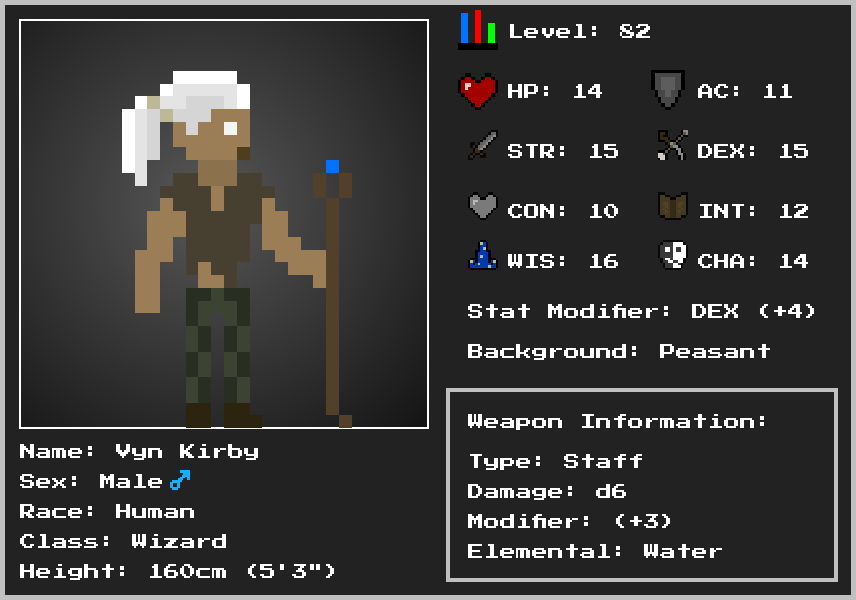 Level: 82
HP: 14
AC: 11
STR: 15
DEX: 15
CON: 10
INT: 12
WIS: 16
CHA: 14
Stat Modifier: DEX (+4)
Background: Peasant
Weapon Information:
Type: Staff
Damage: d6
Modifier: (+3)
Elemental: Water
Name: Vyn Kirby
Sex: Male♂
Race: Human
Class: Wizard
Height: 160cm (5'3")